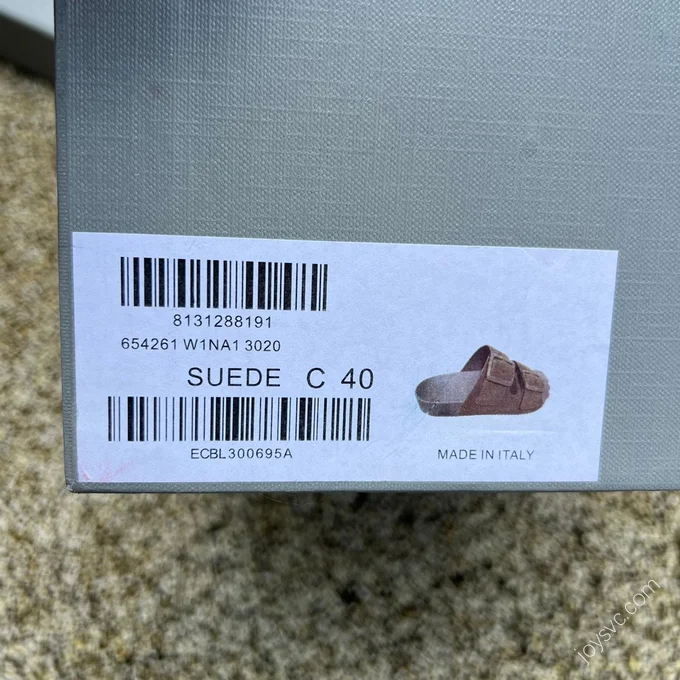 8131288191
654261 W1NA1 3020
SUEDE C 40
ECBL300695A
MADE IN ITALY
joysvc.com